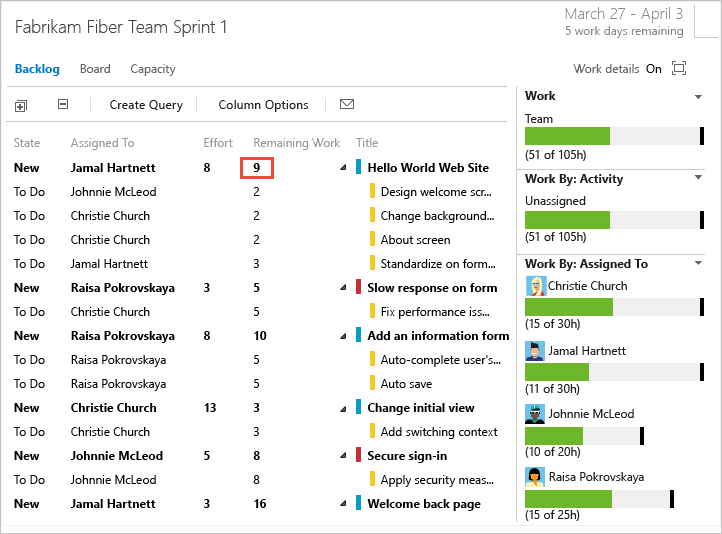 Fabrikam Fiber Team Sprint 1
March 27 - April 3
5 work days remaining
Backlog Board Capacity
Work details On
Create Query Column Options
State Assigned To Effort Remaining Work Title
New Jamal Hartnett 8 9 Hello World Web Site
To Do Johnnie McLeod 2 Design welcome scr...
To Do Christie Church 2 Change background...
To Do Christie Church 2 About screen
To Do Jamal Hartnett 3 Standardize on form...
New Raisa Pokrovskaya 3 5 Slow response on form
To Do Christie Church 5 Fix performance iss...
New Raisa Pokrovskaya 8 10 Add an information form
To Do Raisa Pokrovskaya 5 Auto-complete user's...
To Do Raisa Pokrovskaya 5 Auto save
New Christie Church 13 3 Change initial view
To Do Christie Church 3 Add switching context
New Johnnie McLeod 5 8 Secure sign-in
To Do Johnnie McLeod 8 Apply security meas...
New Jamal Hartnett 3 16 Welcome back page
Work
Team
(51 of 105h)
Work By: Activity
Unassigned
(51 of 105h)
Work By: Assigned To
Christie Church
(15 of 30h)
Jamal Hartnett
(11 of 30h)
Johnnie McLeod
(10 of 20h)
Raisa Pokrovskaya
(15 of 25h)